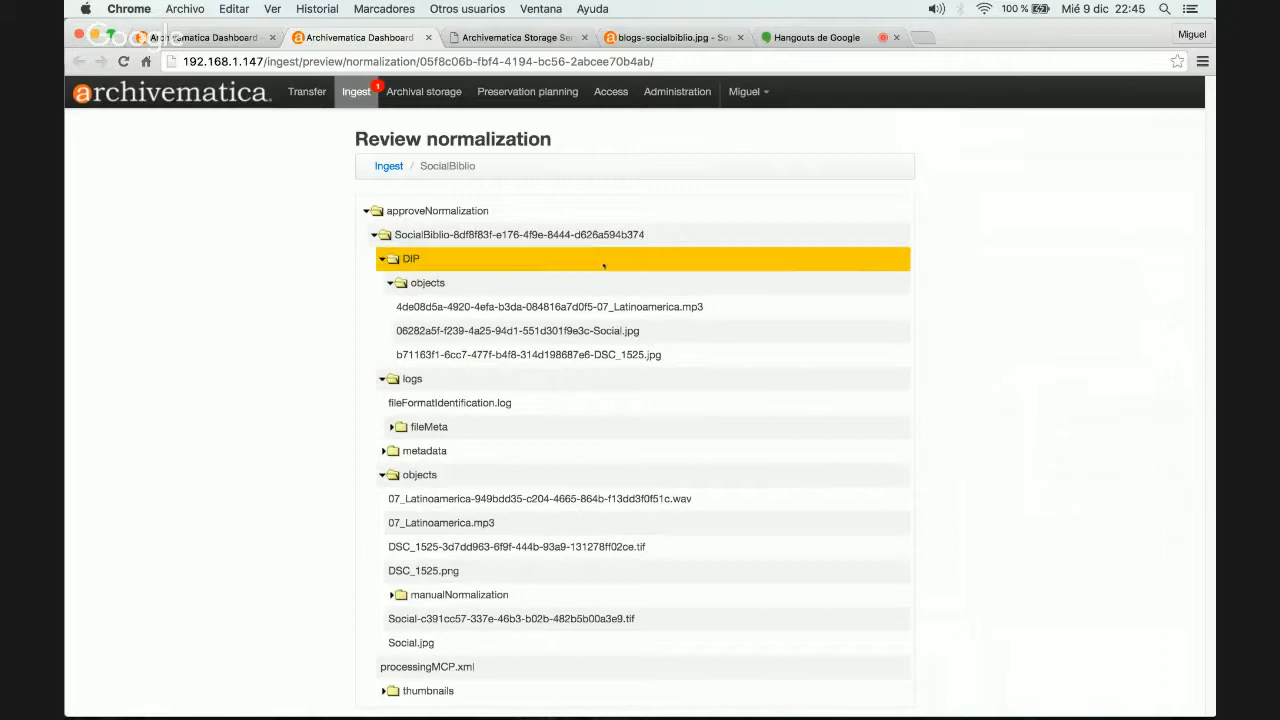 Chrome Archivo Editar Ver Historial Marcadores Otros usuarios Ventana Ayuda 100 % Mié 9 dic 22:45
Google
Archivematica Dashboard Archivematica Dashboard Archivematica Storage Ser blogs-socialbiblio.jpg - Hangouts de Google Miguel
192.168.1.147/ingest/preview/normalization/05f8c06b-fbf4-4194-bc56-2abcee70b4ab/
archivematica Transfer Ingest 1 Archival storage Preservation planning Access Administration Miguel
Review normalization
Ingest / SocialBiblio
approveNormalization
SocialBiblio-8df8f83f-e176-4f9e-8444-d626a594b374
DIP
objects
4de08d5a-4920-4efa-b3da-084816a7d0f5-07_Latinoamerica.mp3
06282a5f-f239-4a25-94d1-551d301f9e3c-Social.jpg
b71163f1-6cc7-477f-b4f8-314d198687e6-DSC_1525.jpg
logs
fileFormatIdentification.log
fileMeta
metadata
objects
07_Latinoamerica-949bdd35-c204-4665-864b-f13dd3f0f51c.wav
07_Latinoamerica.mp3
DSC_1525-3d7dd963-6f9f-444b-93a9-131278ff02ce.tif
DSC_1525.png
manualNormalization
Social-c391cc57-337e-46b3-b02b-482b5b00a3e9.tif
Social.jpg
processingMCP.xml
thumbnails